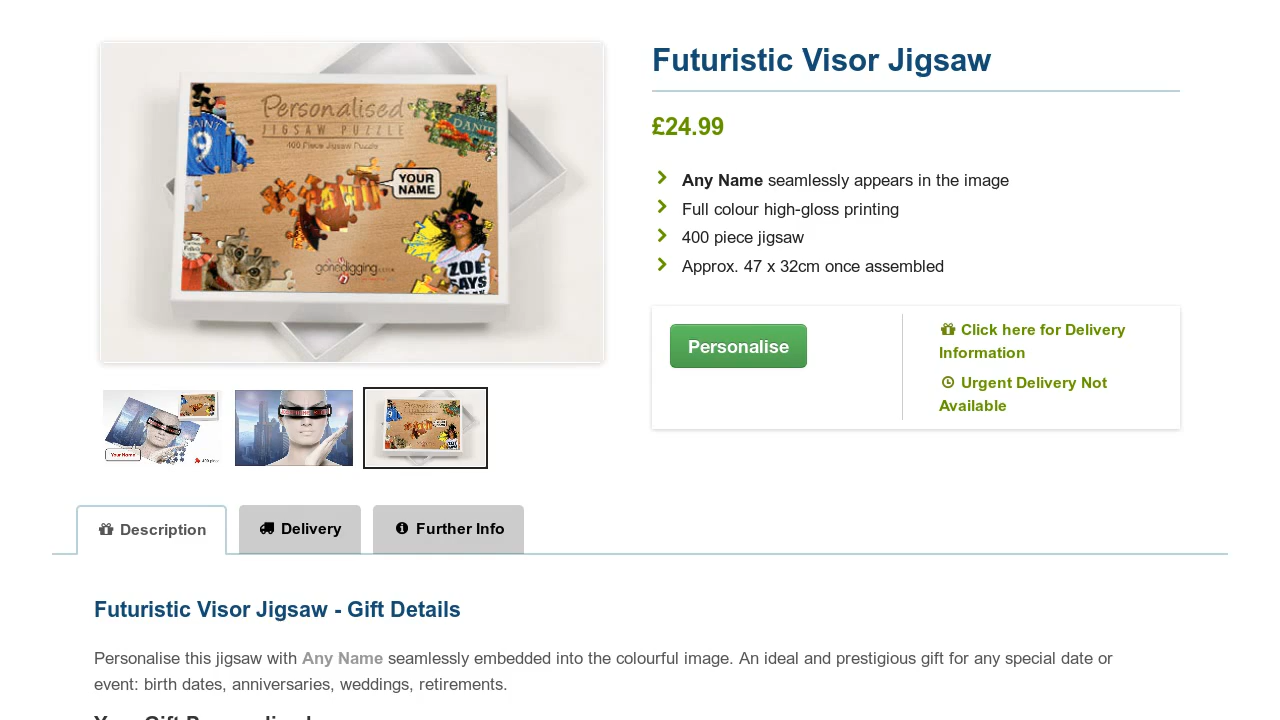 Futuristic Visor Jigsaw
£24.99
Any Name seamlessly appears in the image
Full colour high-gloss printing
400 piece jigsaw
Approx. 47 x 32cm once assembled
Personalise
Click here for Delivery
Information
Urgent Delivery Not
Available
Personalised
JIGSAW PUZZLE
400 Piece Jigsaw Puzzle
SAINT
9
YOUR
NAME
gonedigging
ZOE
SAYS
Your Name
Description
Delivery
Further Info
Futuristic Visor Jigsaw - Gift Details
Personalise this jigsaw with Any Name seamlessly embedded into the colourful image. An ideal and prestigious gift for any special date or
event: birth dates, anniversaries, weddings, retirements.